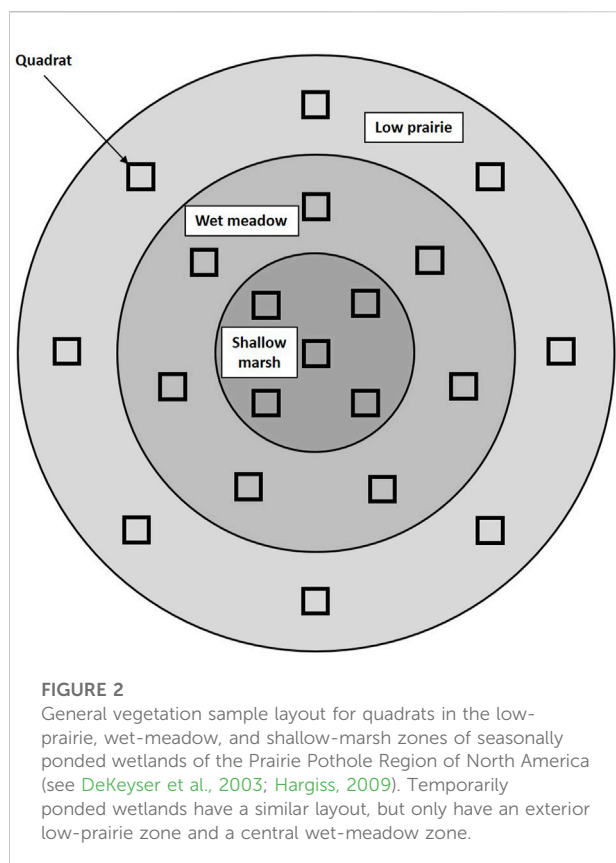 Quadrat
Low prairie
Wet meadow
Shallow
marsh
FIGURE 2
General vegetation sample layout for quadrats in the low-
prairie, wet-meadow, and shallow-marsh zones of seasonally
ponded wetlands of the Prairie Pothole Region of North America
(see DeKeyser et al., 2003; Hargiss, 2009). Temporarily
ponded wetlands have a similar layout, but only have an exterior
low-prairie zone and a central wet-meadow zone.